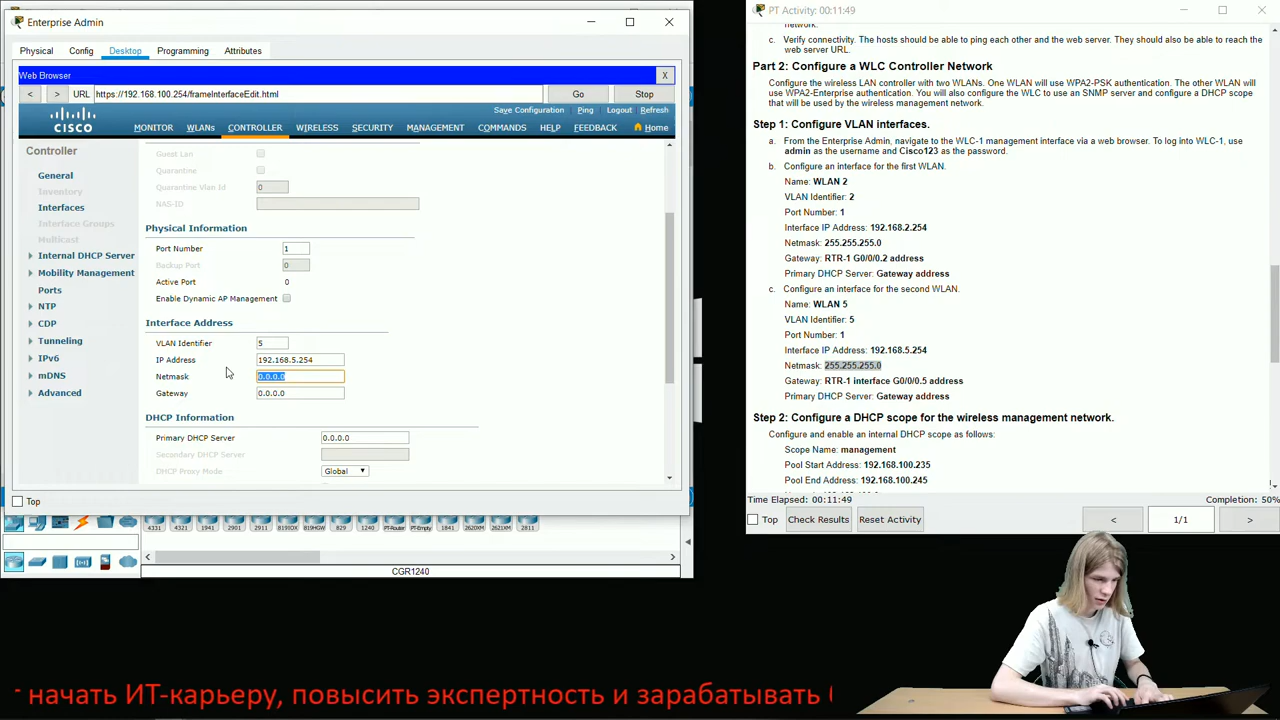 Enterprise Admin
Physical
Config
Desktop
Programming
Attributes
Web Browser
X
<
>
URL
https://192.168.100.254/frameInterfaceEdit.html
Go
Stop
Save Configuration
Ping
Logout
Refresh
CISCO
MONITOR
WLANs
CONTROLLER
WIRELESS
SECURITY
MANAGEMENT
COMMANDS
HELP
FEEDBACK
Home
Controller
General
Inventory
Interfaces
Interface Groups
Multicast
Internal DHCP Server
Mobility Management
Ports
NTP
CDP
Tunneling
IPv6
mDNS
Advanced
Guest Lan
Quarantine
Quarantine Vlan Id
0
NAS-ID
Physical Information
Port Number
1
Backup Port
0
Active Port
0
Enable Dynamic AP Management
Interface Address
VLAN Identifier
5
IP Address
192.168.5.254
Netmask
0.0.0.0
Gateway
0.0.0.0
DHCP Information
Primary DHCP Server
0.0.0.0
Secondary DHCP Server
DHCP Proxy Mode
Global
Top
4331
4321
1941
2901
2911
819IOX
819HGW
829
1240
PT-Router
PT-Empty
1841
2620XM
2621XM
2811
CGR1240
PT Activity: 00:11:49
network.
c. Verify connectivity. The hosts should be able to ping each other and the web server. They should also be able to reach the
web server URL.
Part 2: Configure a WLC Controller Network
Configure the wireless LAN controller with two WLANs. One WLAN will use WPA2-PSK authentication. The other WLAN will
use WPA2-Enterprise authentication. You will also configure the WLC to use an SNMP server and configure a DHCP scope
that will be used by the wireless management network.
Step 1: Configure VLAN interfaces.
a. From the Enterprise Admin, navigate to the WLC-1 management interface via a web browser. To log into WLC-1, use
admin as the username and Cisco123 as the password.
b. Configure an interface for the first WLAN.
Name: WLAN 2
VLAN Identifier: 2
Port Number: 1
Interface IP Address: 192.168.2.254
Netmask: 255.255.255.0
Gateway: RTR-1 G0/0/0.2 address
Primary DHCP Server: Gateway address
c. Configure an interface for the second WLAN.
Name: WLAN 5
VLAN Identifier: 5
Port Number: 1
Interface IP Address: 192.168.5.254
Netmask: 255.255.255.0
Gateway: RTR-1 interface G0/0/0.5 address
Primary DHCP Server: Gateway address
Step 2: Configure a DHCP scope for the wireless management network.
Configure and enable an internal DHCP scope as follows:
Scope Name: management
Pool Start Address: 192.168.100.235
Pool End Address: 192.168.100.245
Time Elapsed: 00:11:49
Completion: 50%
Top
Check Results
Reset Activity
<
1/1
>
начать ИТ-карьеру, повысить экспертность и зарабатывать